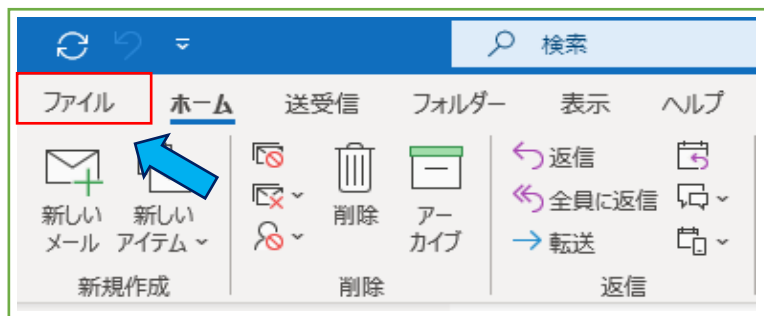 検索
ファイル ホーム 送受信 フォルダー 表示 ヘルプ
新しい
メール
新しい
アイテム
削除
アー
カイブ
返信
全員に返信
転送
新規作成 削除 返信